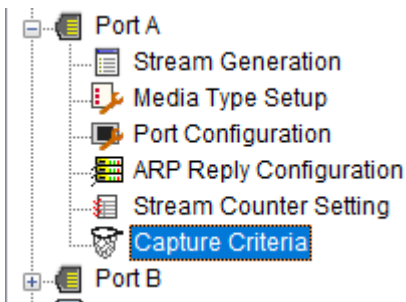 Port A
Stream Generation
Media Type Setup
Port Configuration
ARP Reply Configuration
Stream Counter Setting
Capture Criteria
Port B